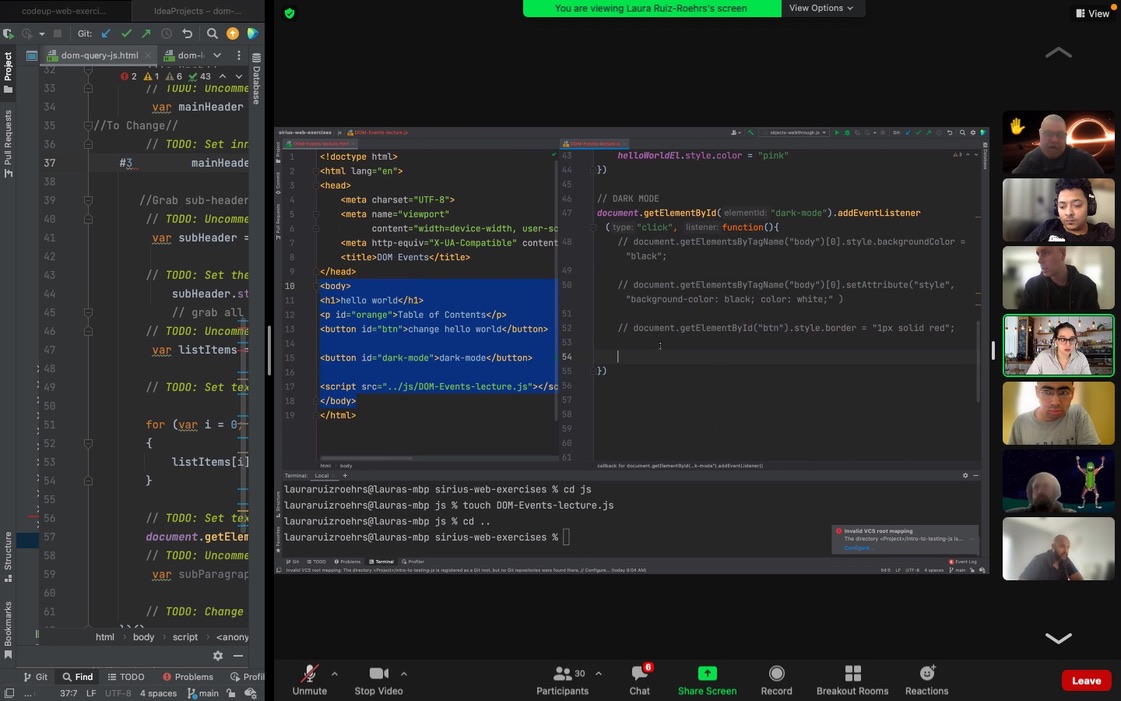 codeup-web-exerci...
IdeaProjects – dom-...
Git:
dom-query-js.html
dom-l
2 1 6 43
Project
Pull Requests
Structure
Bookmarks
Database
32
33 // TODO: Uncomme
34 var mainHeader
35 //To Change//
36 // TODO: Set inn
37 #3 mainHeade
38
39 //Grab sub-header
40 // TODO: Uncomme
41 var subHeader =
42
43 // TODO: Set the
44 subHeader.st
45 // grab all
46 // TODO: Uncomme
47 var listItems =
48
49 // TODO: Set tex
50
51 for (var i = 0;
52 {
53 listItems[i]
54 }
55
56 // TODO: Set tex
57 document.getElem
58 // TODO: Uncomme
59 var subParagrap
60
61 // TODO: Change
html › body › script › <anony
Git Find TODO Problems Profil
... 37:7 LF UTF-8 4 spaces main
You are viewing Laura Ruiz-Roehrs's screen
View Options
View
sirius-web-exercises js DOM-Events-lecture.js
1 <!doctype html>
2 <html lang="en">
3 <head>
4 <meta charset="UTF-8">
5 <meta name="viewport"
6 content="width=device-width, user-sc
7 <meta http-equiv="X-UA-Compatible" content
8 <title>DOM Events</title>
9 </head>
10 <body>
11 <h1>hello world</h1>
12 <p id="orange">Table of Contents</p>
13 <button id="btn">change hello world</button>
14
15 <button id="dark-mode">dark-mode</button>
16
17 <script src="../js/DOM-Events-lecture.js"></sc
18 </body>
19 </html>
html › body
43 helloWorldEl.style.color = "pink"
44 })
45
46 // DARK MODE
47 document.getElementById( elementId: "dark-mode").addEventListener
( type: "click", listener: function(){
48 // document.getElementsByTagName("body")[0].style.backgroundColor =
"black";
49
50 // document.getElementsByTagName("body")[0].setAttribute("style",
"background-color: black; color: white;" )
51
52 // document.getElementById("btn").style.border = "1px solid red";
53
54
55 })
56
57
58
59
60
61
callback for document.getElementById(..k-mode").addEventListener()
Terminal: Local +
lauraruizroehrs@lauras-mbp sirius-web-exercises % cd js
lauraruizroehrs@lauras-mbp js % touch DOM-Events-lecture.js
lauraruizroehrs@lauras-mbp js % cd ..
lauraruizroehrs@lauras-mbp sirius-web-exercises %
Invalid VCS root mapping
The directory <Project>/intro-to-testing-js is...
Configure...
Git TODO Problems Terminal Profiler
Event Log
Invalid VCS root mapping: The directory <Project>/intro-to-testing-js is registered as a Git root, but no Git repositories were found there. // Configure... (today 9:04 AM)
LF UTF-8 4 spaces main
Unmute
Stop Video
30
Participants
6
Chat
Share Screen
Record
Breakout Rooms
Reactions
Leave